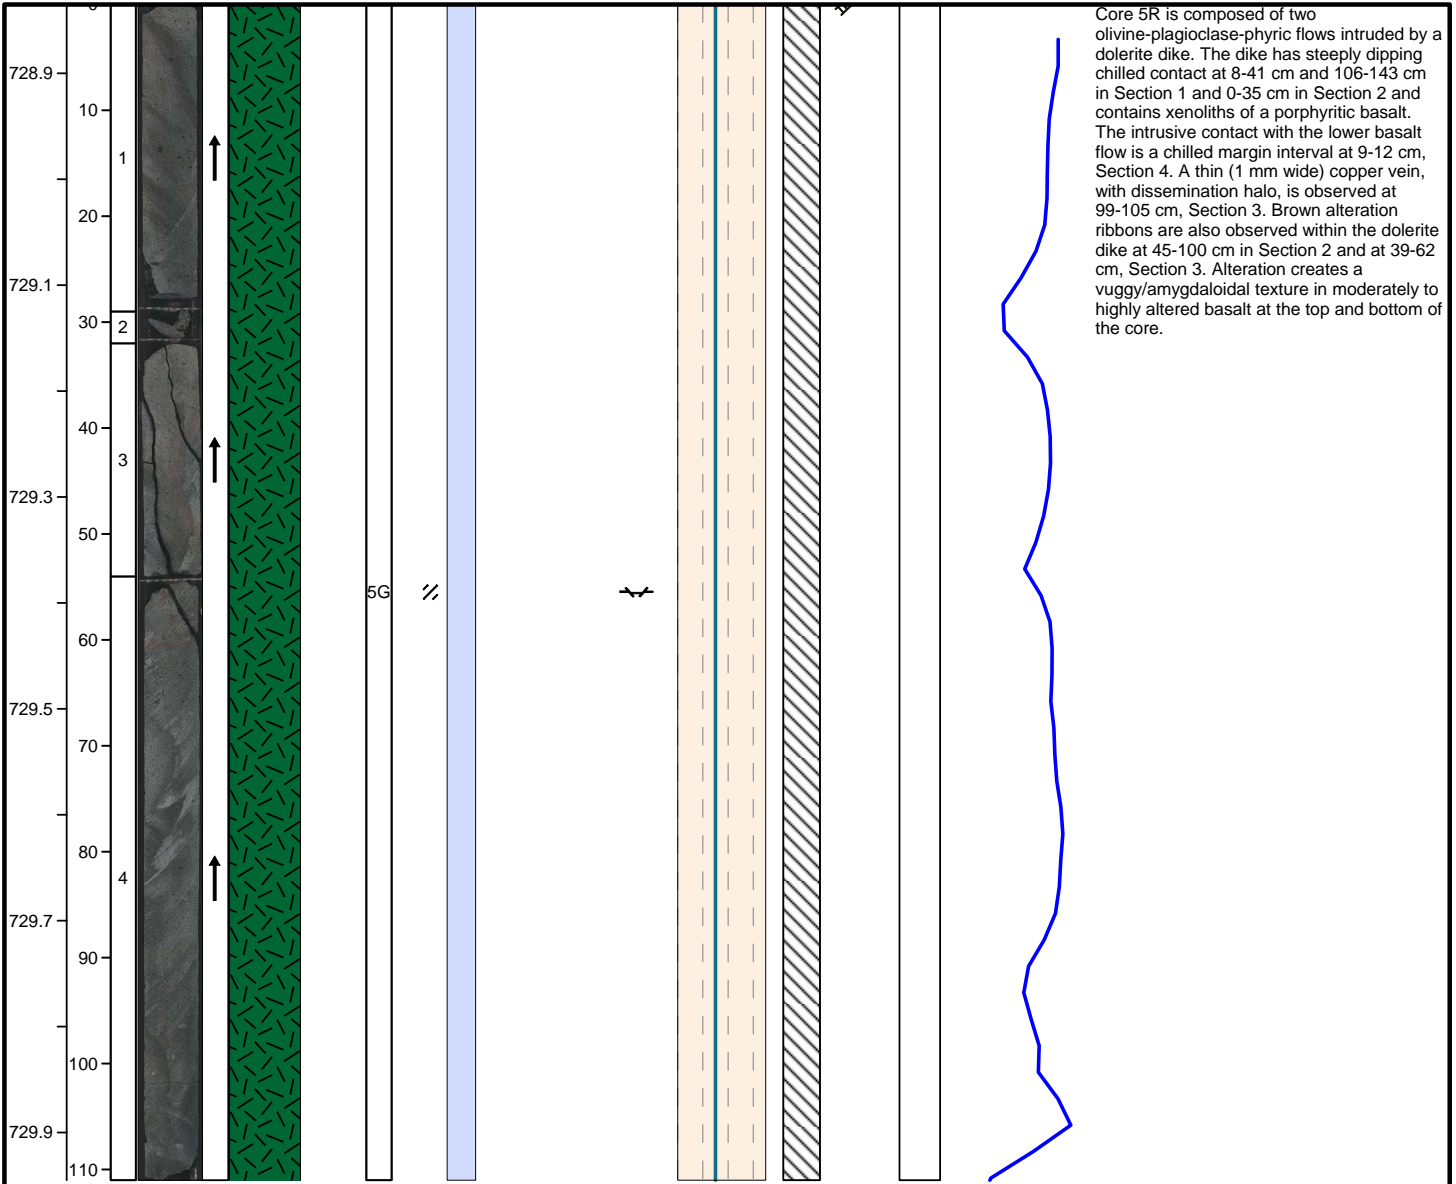 0
728.9
10
1
20
729.1
30
2
40
3
729.3
50
5G
60
729.5
70
80
4
729.7
90
100
729.9
110
Core 5R is composed of two
olivine-plagioclase-phyric flows intruded by a
dolerite dike. The dike has steeply dipping
chilled contact at 8-41 cm and 106-143 cm
in Section 1 and 0-35 cm in Section 2 and
contains xenoliths of a porphyritic basalt.
The intrusive contact with the lower basalt
flow is a chilled margin interval at 9-12 cm,
Section 4. A thin (1 mm wide) copper vein,
with dissemination halo, is observed at
99-105 cm, Section 3. Brown alteration
ribbons are also observed within the dolerite
dike at 45-100 cm in Section 2 and at 39-62
cm, Section 3. Alteration creates a
vuggy/amygdaloidal texture in moderately to
highly altered basalt at the top and bottom of
the core.